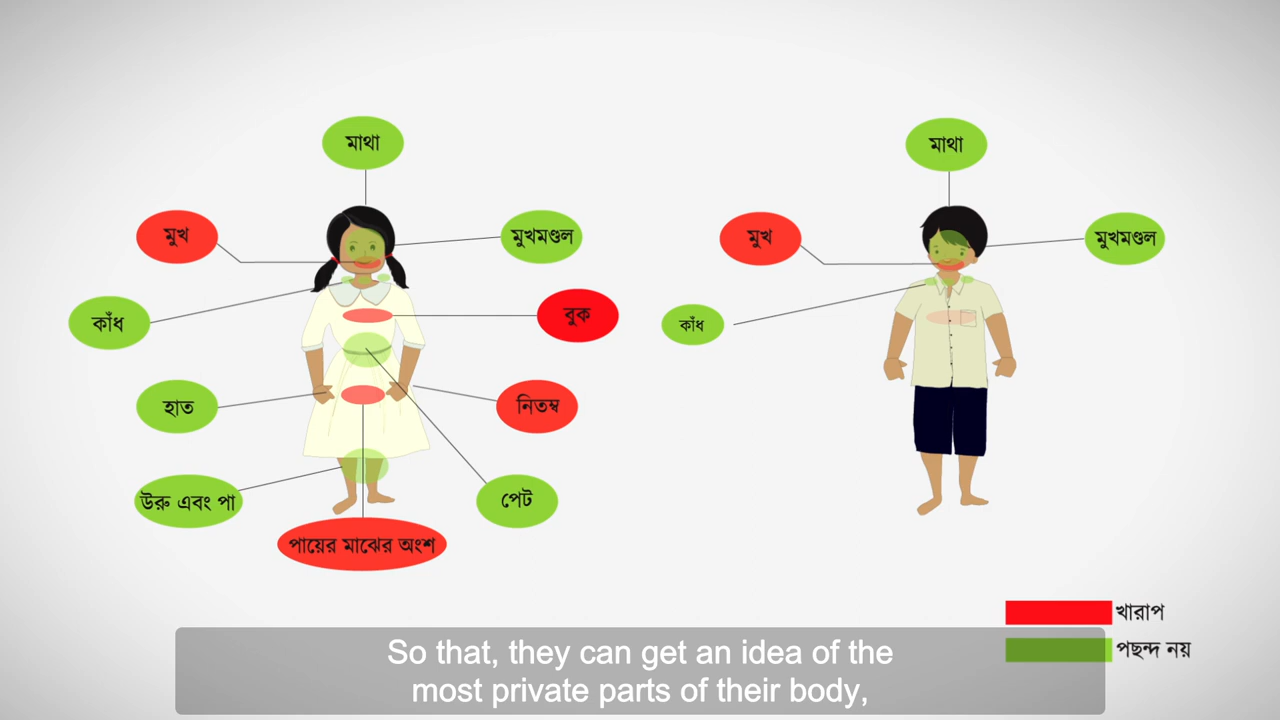 মাথা
মুখ
মুখমণ্ডল
কাঁধ
বুক
হাত
নিতম্ব
উরু এবং পা
পেট
পায়ের মাঝের অংশ
মাথা
মুখ
মুখমণ্ডল
কাঁধ
খারাপ
পছন্দ নয়
So that, they can get an idea of the
most private parts of their body,